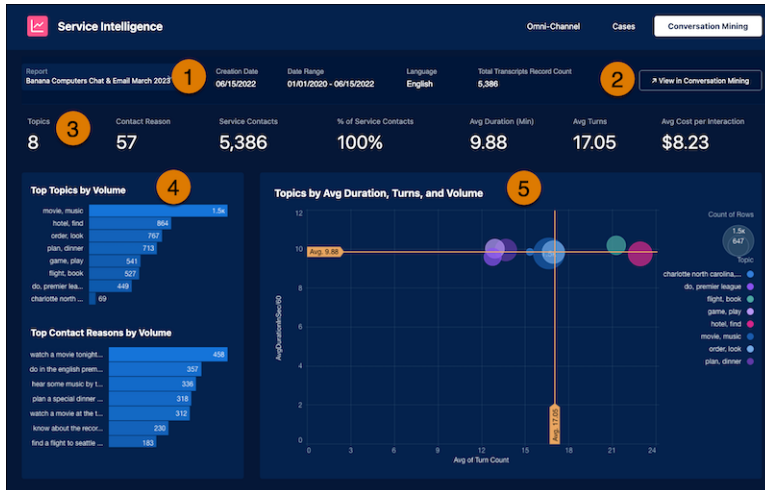 Service Intelligence
Omni-Channel Cases Conversation Mining
Report Creation Date Date Range Language Total Transcripts Record Count
Banana Computers Chat & Email March 2023 06/15/2022 01/01/2020 - 06/15/2022 English 5,386
1
2
↗ View in Conversation Mining
Topics Contact Reason Service Contacts % of Service Contacts Avg Duration (Min) Avg Turns Avg Cost per Interaction
3
8 57 5,386 100% 9.88 17.05 $8.23
Top Topics by Volume
4
movie, music 1.5K
hotel, find 864
order, look 767
plan, dinner 713
game, play 541
flight, book 527
do, premier lea... 449
charlotte north ... 69
Top Contact Reasons by Volume
watch a movie tonight... 458
do in the english prem... 357
hear some music by t... 336
plan a special dinner ... 318
watch a movie at the t... 312
know about the recor... 230
find a flight to seattle ... 183
Topics by Avg Duration, Turns, and Volume
5
12
10
8
6
4
2
0
AvgDurationInSec/60
Avg. 9.88
Avg. 17.05
0 3 6 9 12 15 18 21 24
Avg of Turn Count
Count of Rows
1.5K
647
Topic
charlotte north carolina,...
do, premier league
flight, book
game, play
hotel, find
movie, music
order, look
plan, dinner